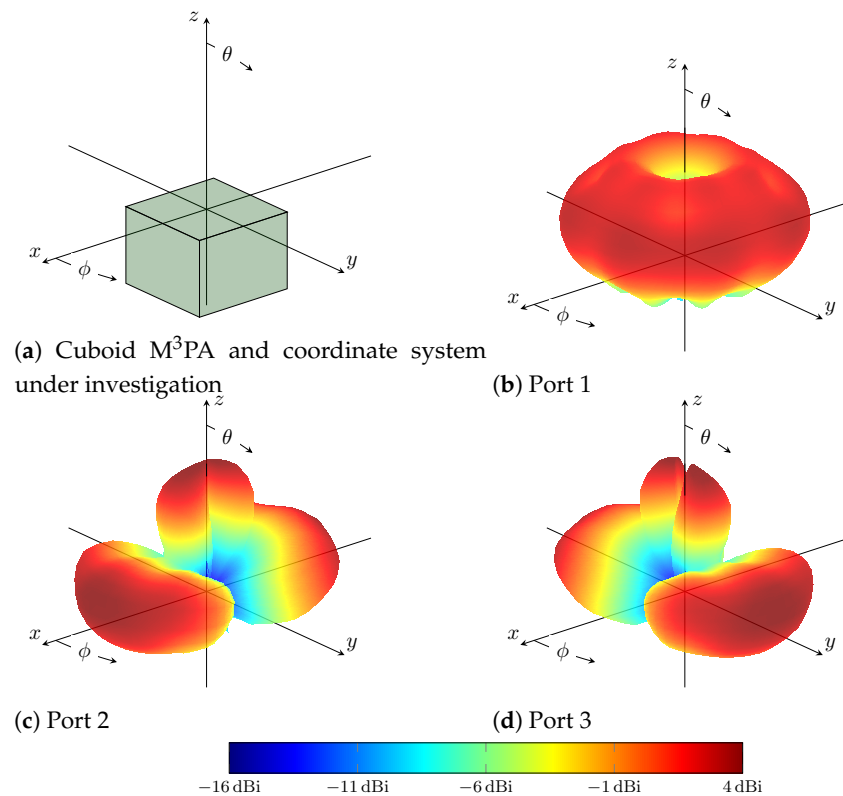 z
θ
x
ϕ
y
(a) Cuboid M³PA and coordinate system
under investigation
z
θ
x
ϕ
y
(b) Port 1
z
θ
x
ϕ
y
(c) Port 2
z
θ
x
ϕ
y
(d) Port 3
−16 dBi −11 dBi −6 dBi −1 dBi 4 dBi